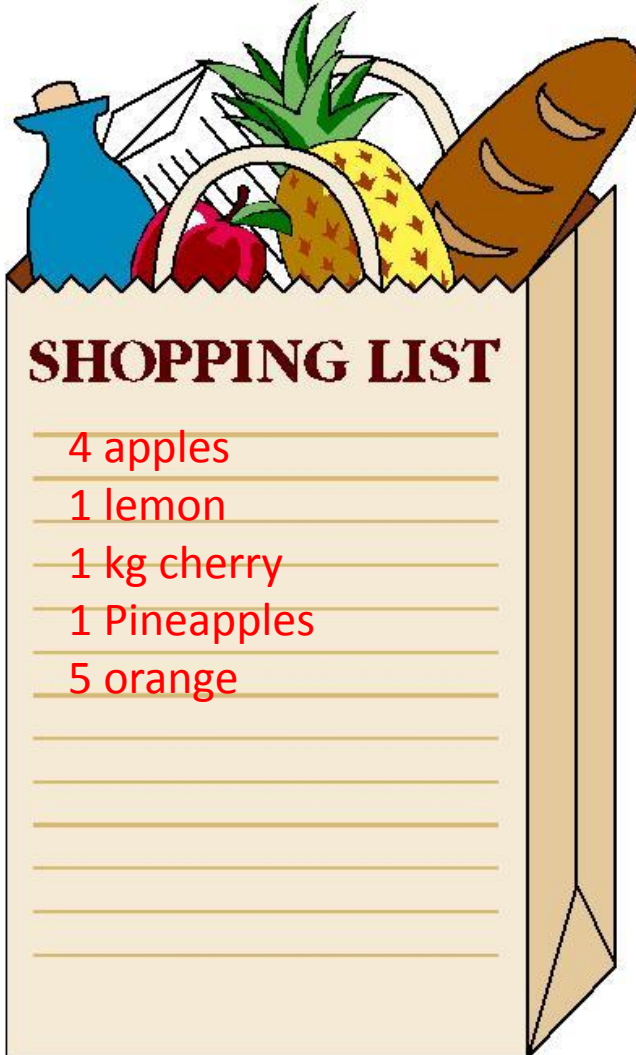 SHOPPING LIST
4 apples
1 lemon
1 kg cherry
1 Pineapples
5 orange